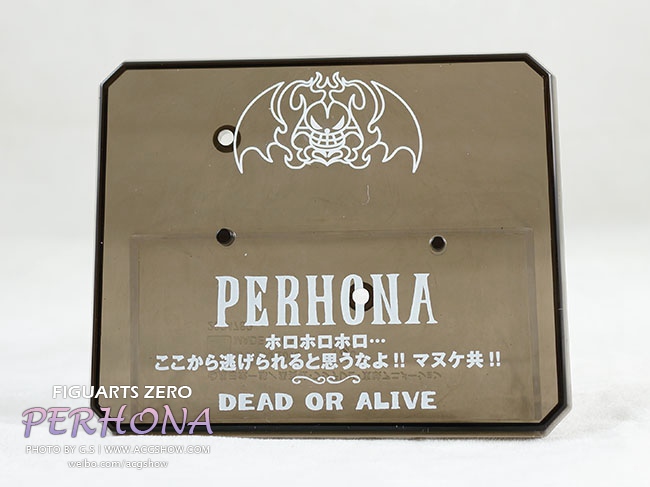 PERHONA
ホロホロホロ…
ここから逃げられると思うなよ!! マヌケ共!!
DEAD OR ALIVE
FIGUARTS ZERO
PERHONA
PHOTO BY G.S | WWW.ACGSHOW.COM
weibo.com/acgshow